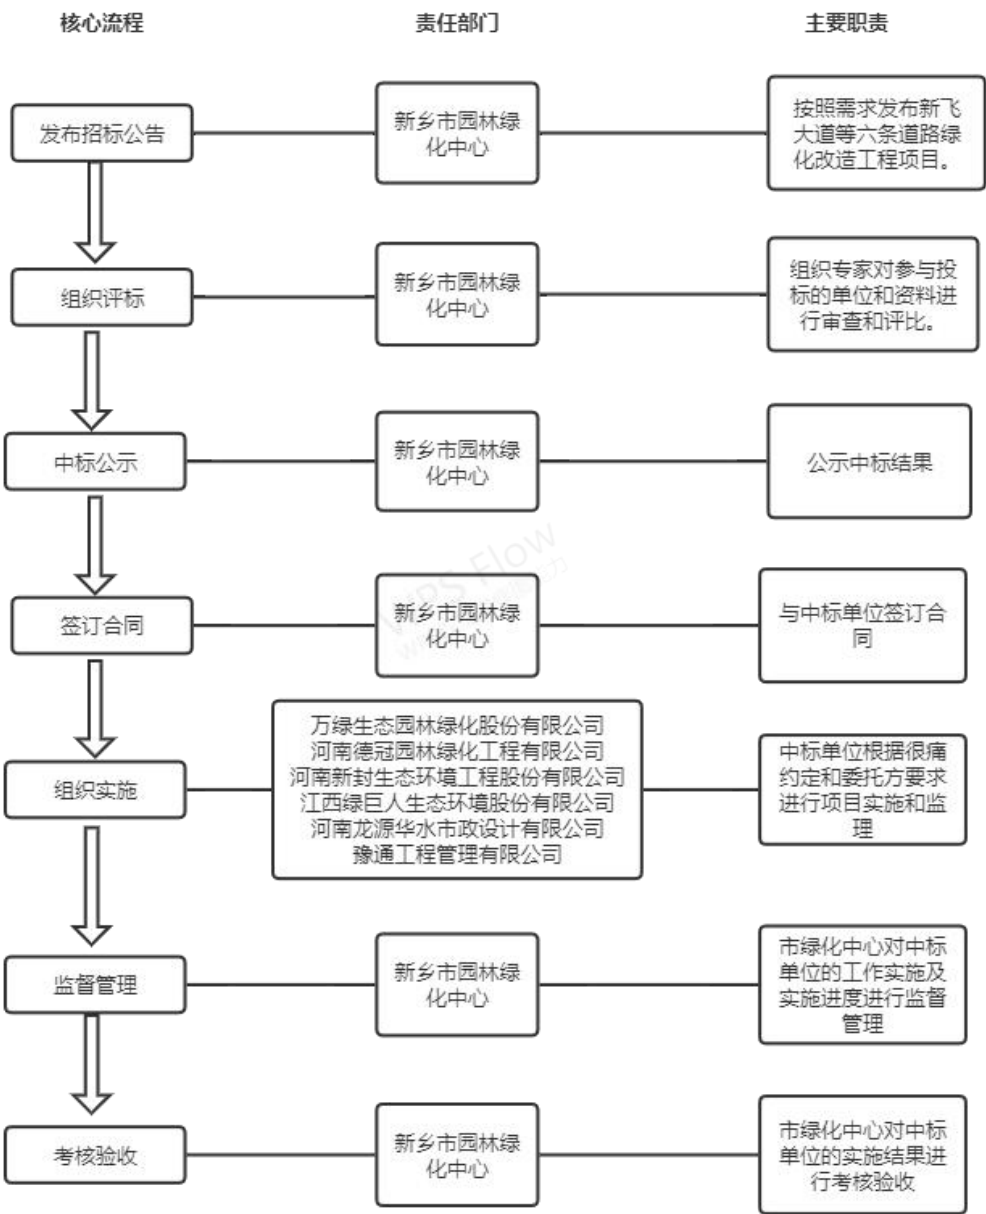 核心流程
责任部门
主要职责
发布招标公告
新乡市园林绿
化中心
按照需求发布新飞
大道等六条道路绿
化改造工程项目。
组织评标
新乡市园林绿
化中心
组织专家对参与投
标的单位和资料进
行审查和评比。
中标公示
新乡市园林绿
化中心
公示中标结果
签订合同
新乡市园林绿
化中心
与中标单位签订合
同
组织实施
万绿生态园林绿化股份有限公司
河南德冠园林绿化工程有限公司
河南新封生态环境工程股份有限公司
江西绿巨人生态环境股份有限公司
河南龙源华水市政设计有限公司
豫通工程管理有限公司
中标单位根据很痛
约定和委托方要求
进行项目实施和监
理
监督管理
新乡市园林绿
化中心
市绿化中心对中标
单位的工作实施及
实施进度进行监督
管理
考核验收
新乡市园林绿
化中心
市绿化中心对中标
单位的实施结果进
行考核验收
WPS Flow